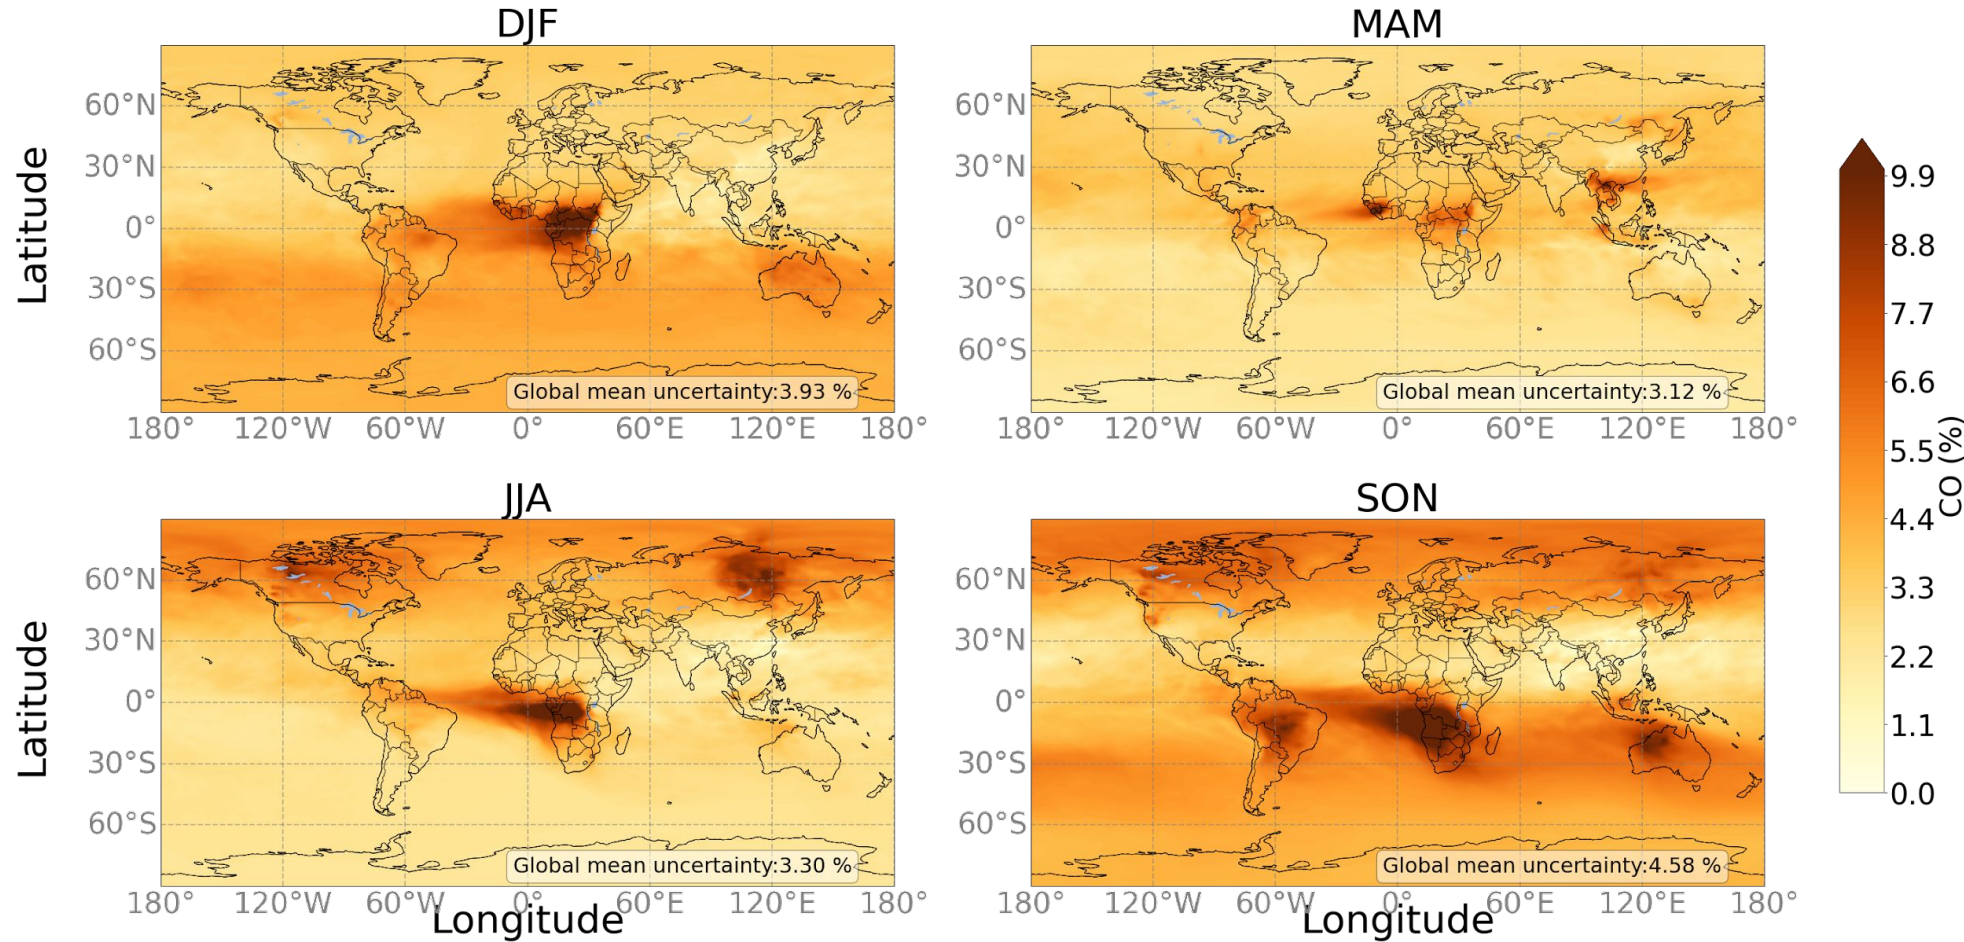 DJF
MAM
Latitude
60°N
30°N
0°
30°S
60°S
Global mean uncertainty:3.93 %
180°
120°W
60°W
0°
60°E
120°E
180°
60°N
30°N
0°
30°S
60°S
Global mean uncertainty:3.12 %
180°
120°W
60°W
0°
60°E
120°E
180°
JJA
SON
Latitude
60°N
30°N
0°
30°S
60°S
Global mean uncertainty:3.30 %
180°
120°W
60°W
0°
60°E
120°E
180°
Longitude
60°N
30°N
0°
30°S
60°S
Global mean uncertainty:4.58 %
180°
120°W
60°W
0°
60°E
120°E
180°
Longitude
9.9
8.8
7.7
6.6
5.5
4.4
3.3
2.2
1.1
0.0
CO (%)